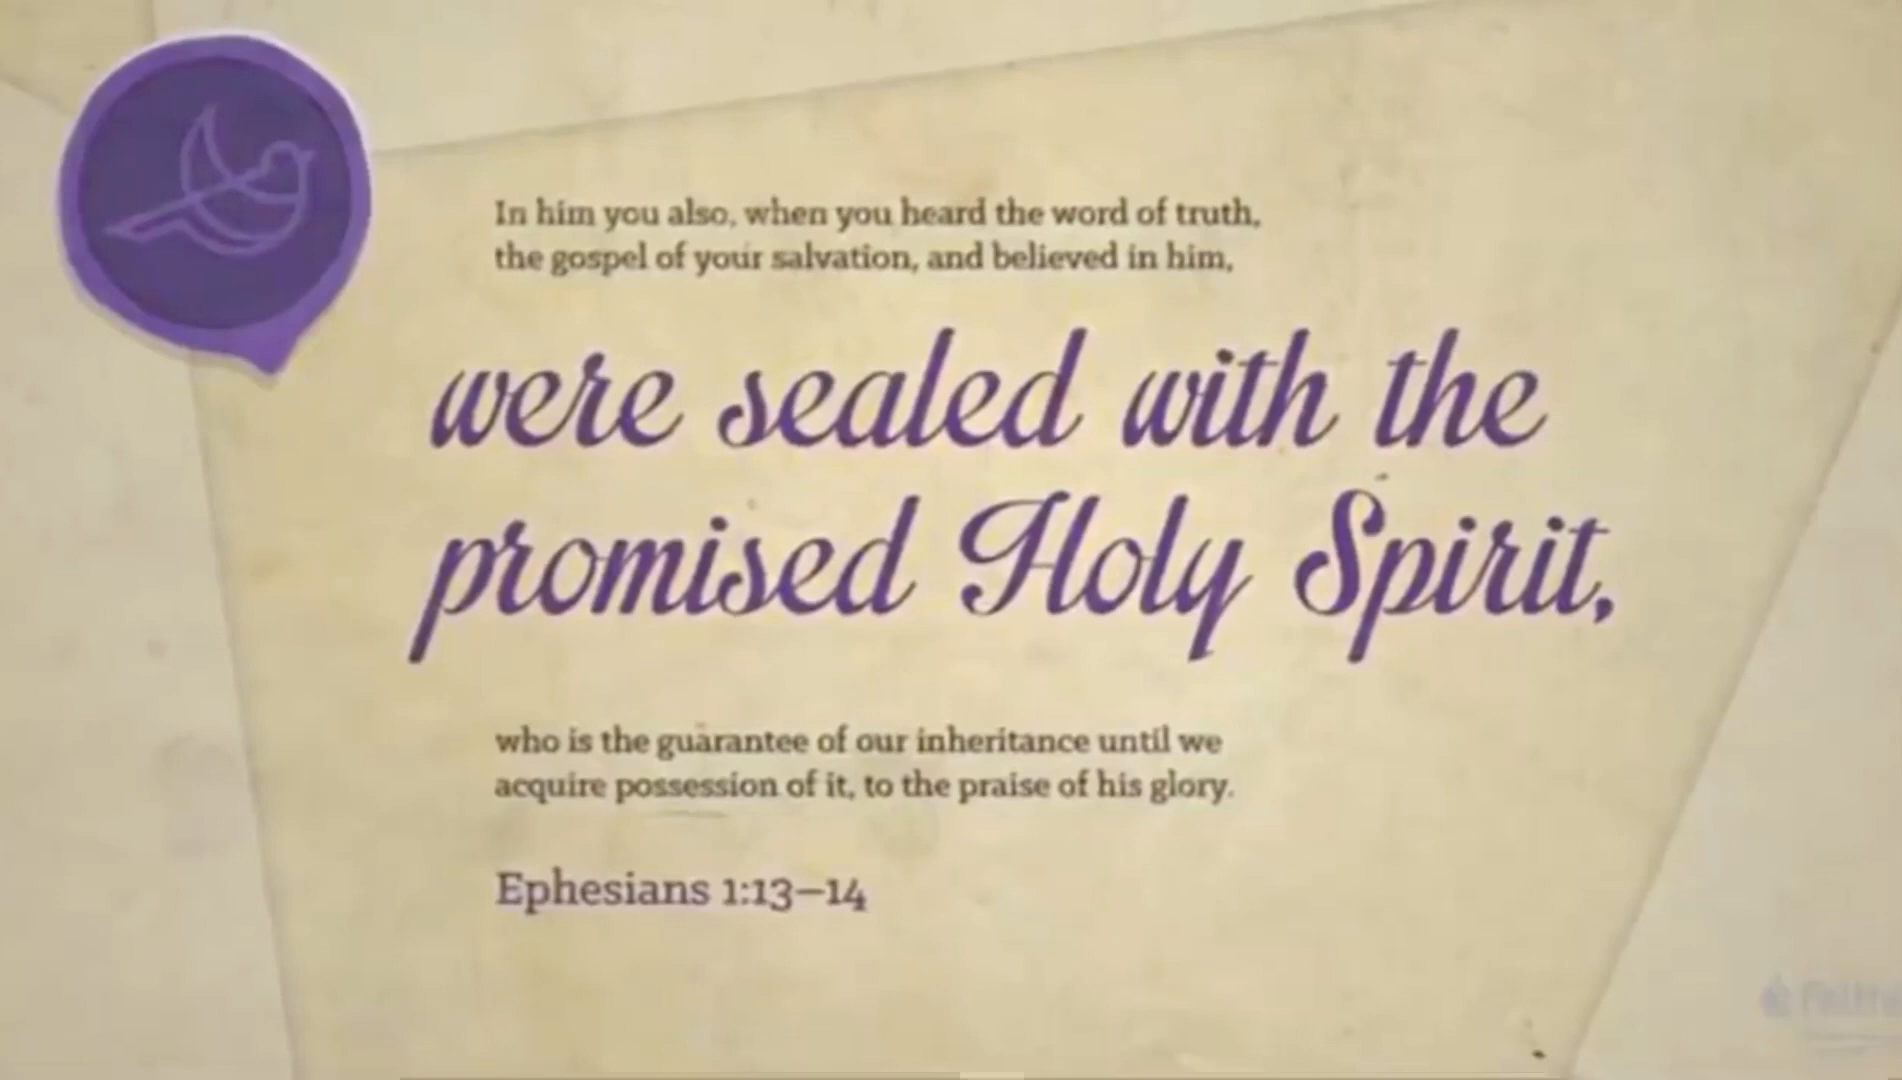 In him you also, when you heard the word of truth,
the gospel of your salvation, and believed in him,
were sealed with the
promised Holy Spirit,
who is the guarantee of our inheritance until we
acquire possession of it, to the praise of his glory.
Ephesians 1:13–14